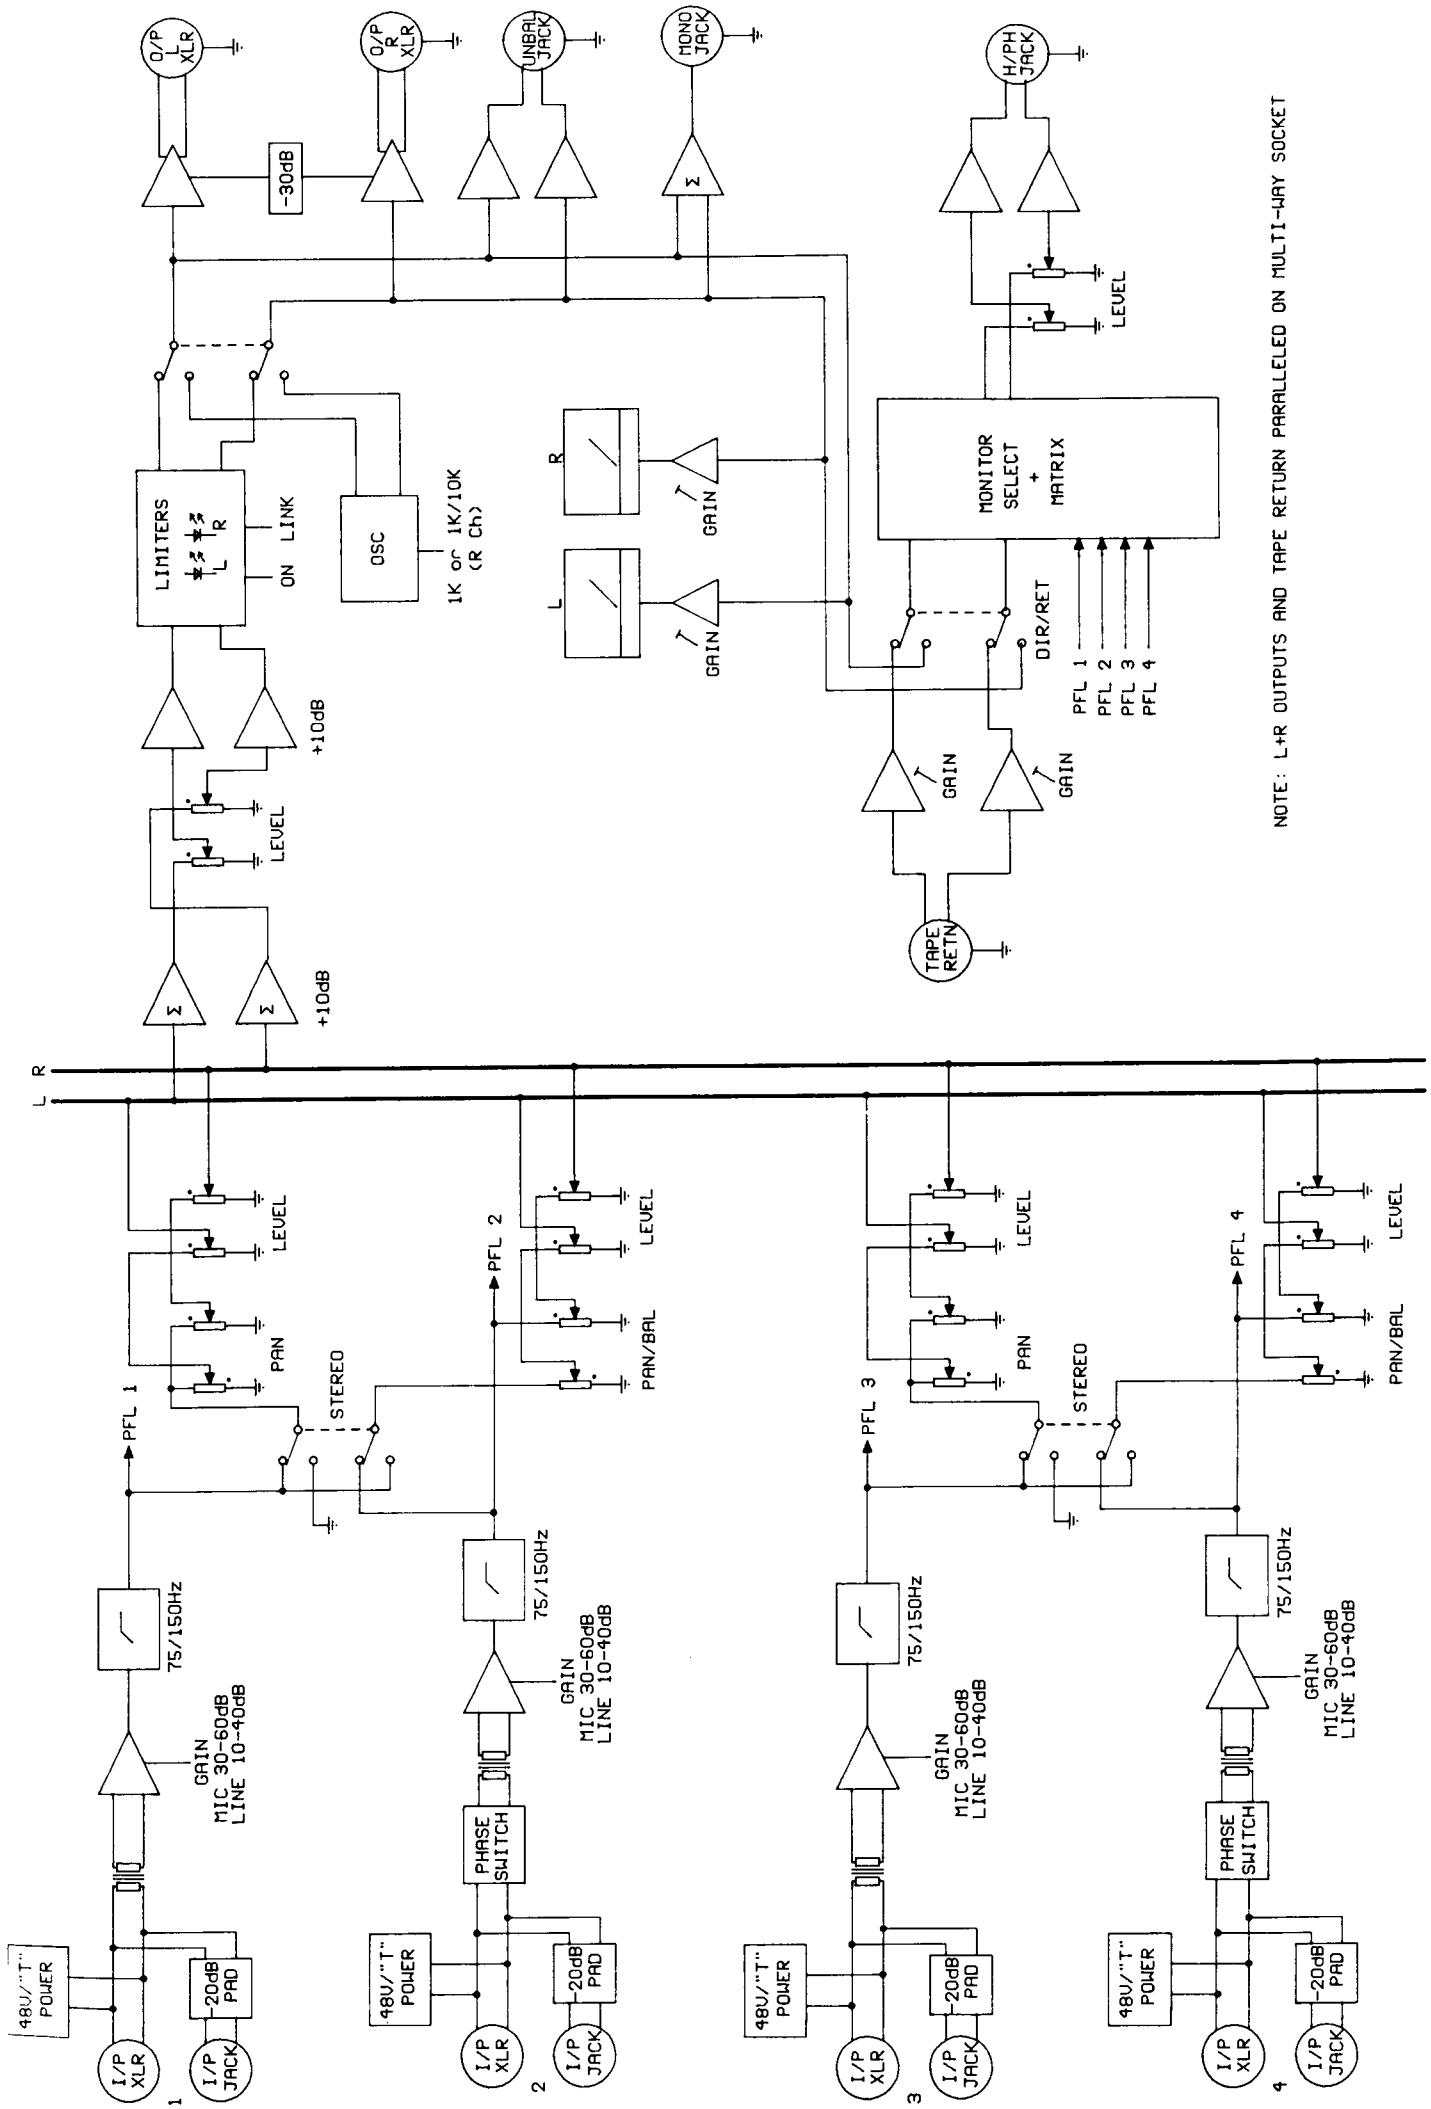 1
I/P
XLR
I/P
JACK
48V/"T"
POWER
-20dB
PAD
GAIN
MIC 30-60dB
LINE 10-40dB
75/150Hz
PFL 1
PAN
LEVEL
STEREO
2
I/P
XLR
I/P
JACK
48V/"T"
POWER
-20dB
PAD
PHASE
SWITCH
GAIN
MIC 30-60dB
LINE 10-40dB
75/150Hz
PFL 2
PAN/BAL
LEVEL
3
I/P
XLR
I/P
JACK
48V/"T"
POWER
-20dB
PAD
GAIN
MIC 30-60dB
LINE 10-40dB
75/150Hz
PFL 3
PAN
LEVEL
STEREO
4
I/P
XLR
I/P
JACK
48V/"T"
POWER
-20dB
PAD
PHASE
SWITCH
GAIN
MIC 30-60dB
LINE 10-40dB
75/150Hz
PFL 4
PAN/BAL
LEVEL
L
R
Σ
Σ
+10dB
LEVEL
+10dB
LIMITERS
L
R
ON
LINK
OSC
1K or 1K/10K
(R Ch)
-30dB
O/P
L
XLR
O/P
R
XLR
UNBAL
JACK
Σ
MONO
JACK
L
GAIN
R
GAIN
TAPE
RETN
GAIN
GAIN
DIR/RET
PFL 1
PFL 2
PFL 3
PFL 4
MONITOR
SELECT
+
MATRIX
LEVEL
H/PH
JACK
NOTE: L+R OUTPUTS AND TAPE RETURN PARALLELED ON MULTI-WAY SOCKET